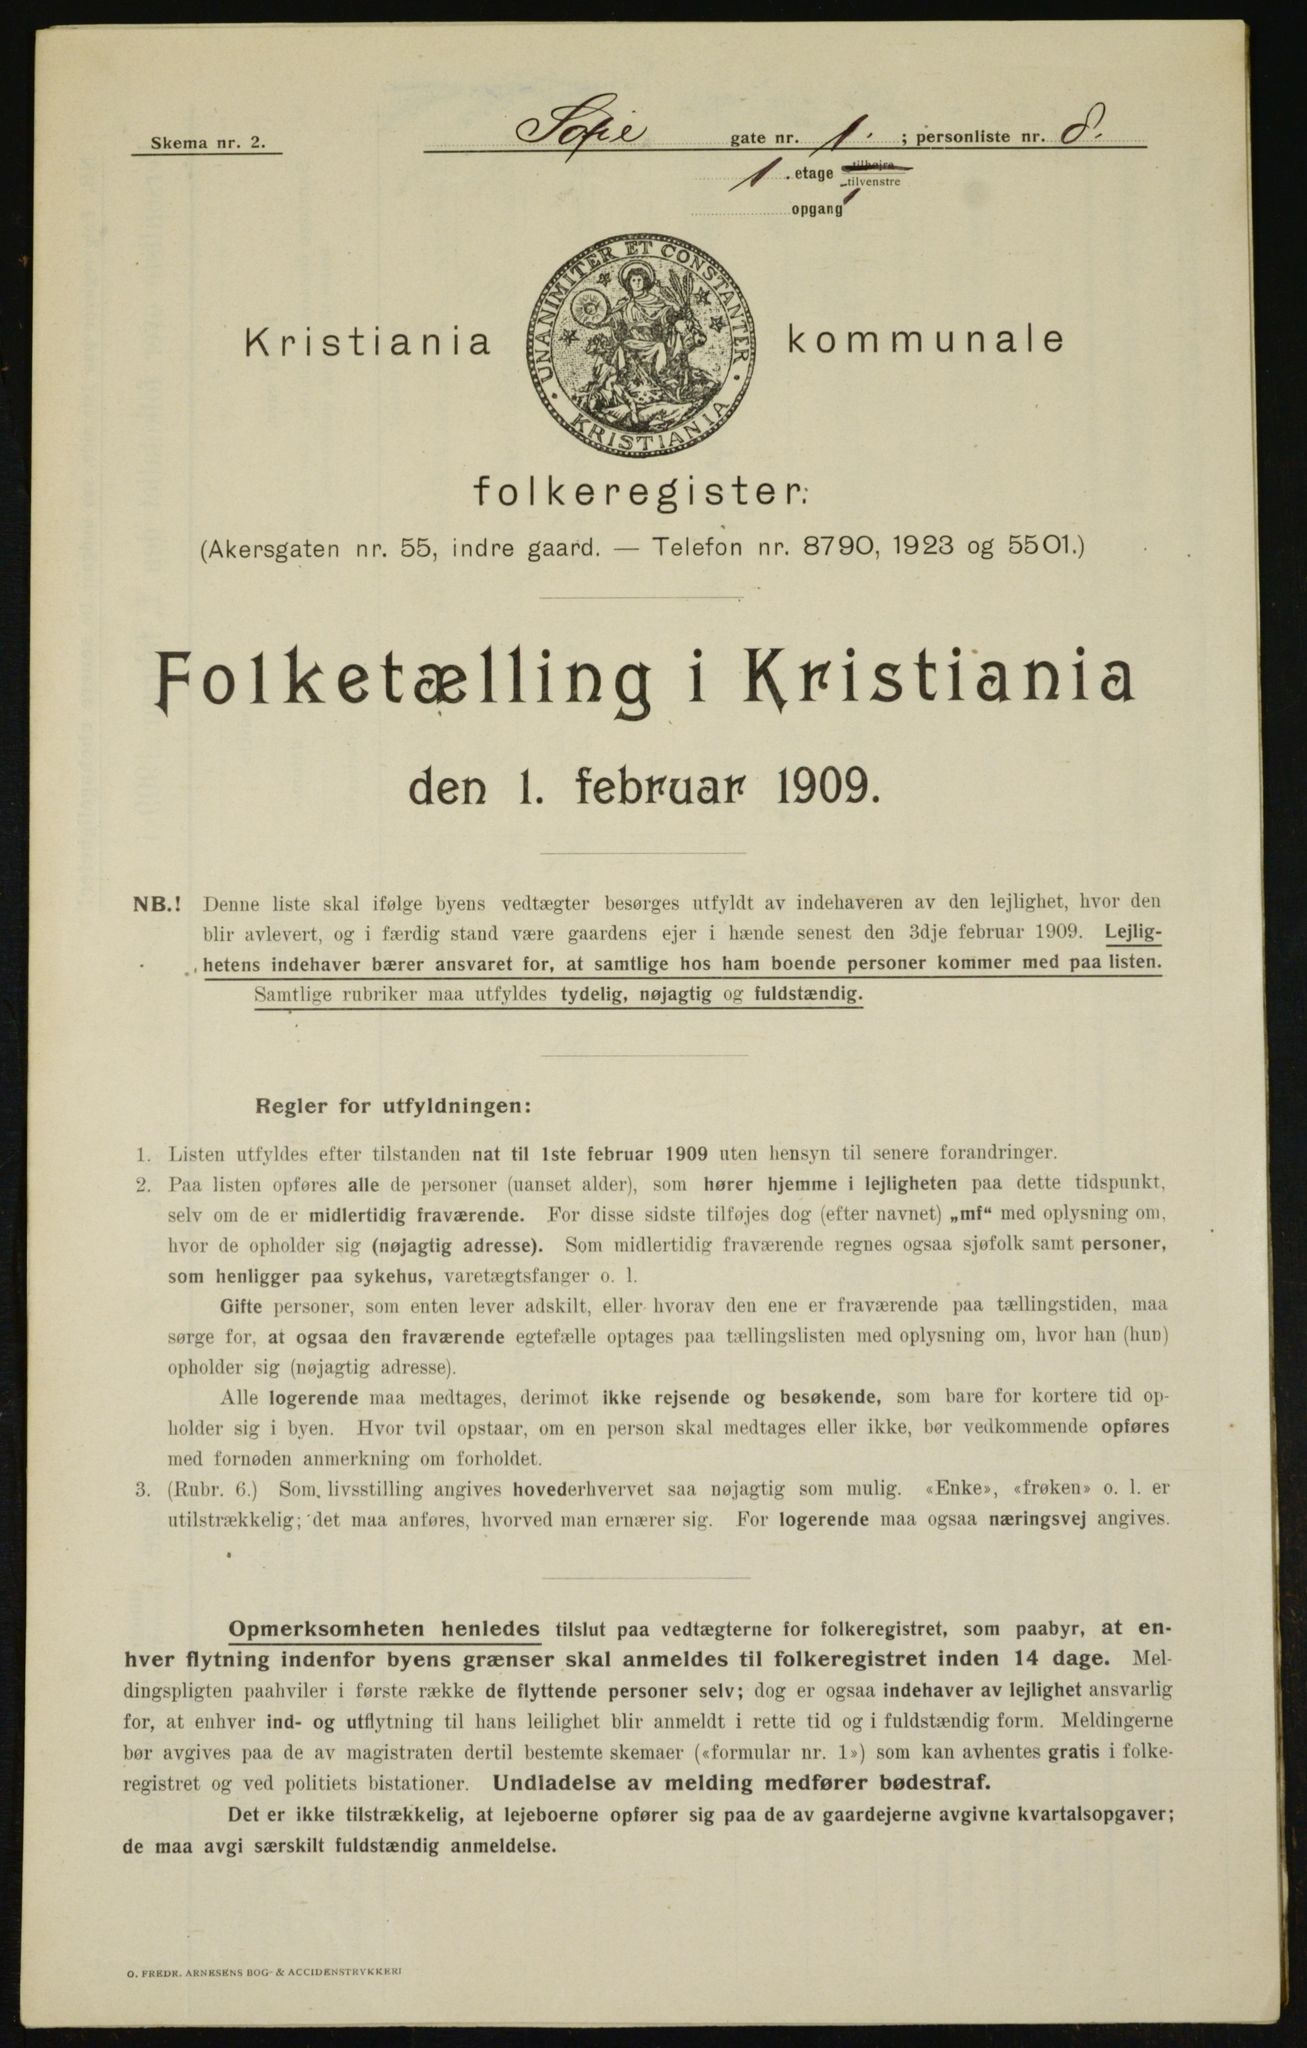 Skema nr. 2.
Sofie gate nr. 1. ; personliste nr. 8.
1. etage tilhøjre
tilvenstre
opgang
UNANIMITER ET CONSTANTER · KRISTIANIA ·
Kristiania kommunale
folkeregister.
(Akersgaten nr. 55, indre gaard. — Telefon nr. 8790, 1923 og 5501.)
Folketælling i Kristiania
den 1. februar 1909.
NB.! Denne liste skal ifølge byens vedtægter besørges utfyldt av indehaveren av den lejlighet, hvor den
blir avlevert, og i færdig stand være gaardens ejer i hænde senest den 3dje februar 1909. Lejlig-
hetens indehaver bærer ansvaret for, at samtlige hos ham boende personer kommer med paa listen.
Samtlige rubriker maa utfyldes tydelig, nøjagtig og fuldstændig.
Regler for utfyldningen:
1. Listen utfyldes efter tilstanden nat til 1ste februar 1909 uten hensyn til senere forandringer.
2. Paa listen opføres alle de personer (uanset alder), som hører hjemme i lejligheten paa dette tidspunkt,
selv om de er midlertidig fraværende. For disse sidste tilføjes dog (efter navnet) „mf“ med oplysning om,
hvor de opholder sig (nøjagtig adresse). Som midlertidig fraværende regnes ogsaa sjøfolk samt personer,
som henligger paa sykehus, varetægtsfanger o. l.
Gifte personer, som enten lever adskilt, eller hvorav den ene er fraværende paa tællingstiden, maa
sørge for, at ogsaa den fraværende egtefælle optages paa tællingslisten med oplysning om, hvor han (hun)
opholder sig (nøjagtig adresse).
Alle logerende maa medtages, derimot ikke rejsende og besøkende, som bare for kortere tid op-
holder sig i byen. Hvor tvil opstaar, om en person skal medtages eller ikke, bør vedkommende opføres
med fornøden anmerkning om forholdet.
3. (Rubr. 6.) Som livsstilling angives hovederhvervet saa nøjagtig som mulig. «Enke», «frøken» o. l. er
utilstrækkelig; det maa anføres, hvorved man ernærer sig. For logerende maa ogsaa næringsvej angives.
Opmerksomheten henledes tilslut paa vedtægterne for folkeregistret, som paabyr, at en-
hver flytning indenfor byens grænser skal anmeldes til folkeregistret inden 14 dage. Mel-
dingspligten paahviler i første række de flyttende personer selv; dog er ogsaa indehaver av lejlighet ansvarlig
for, at enhver ind- og utflytning til hans leilighet blir anmeldt i rette tid og i fuldstændig form. Meldingerne
bør avgives paa de av magistraten dertil bestemte skemaer («formular nr. 1») som kan avhentes gratis i folke-
registret og ved politiets bistationer. Undladelse av melding medfører bødestraf.
Det er ikke tilstrækkelig, at lejeboerne opfører sig paa de av gaardejerne avgivne kvartalsopgaver;
de maa avgi særskilt fuldstændig anmeldelse.
O. FREDR. ARNESENS BOG- & ACCIDENSTRYKKERI